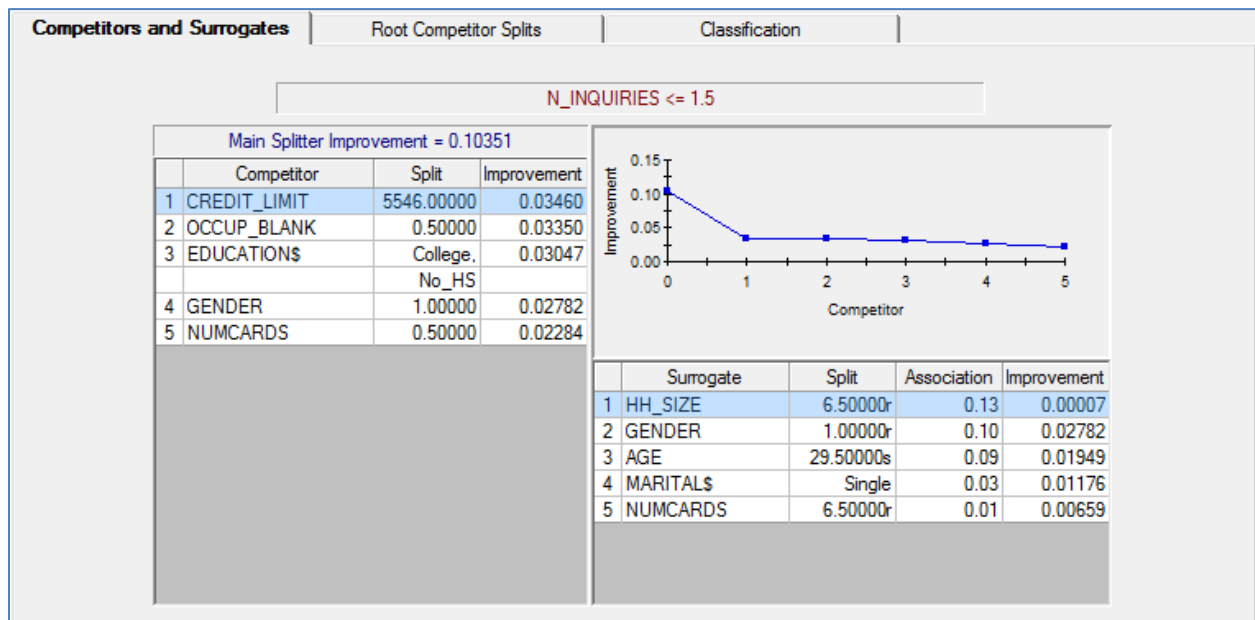 Competitors and Surrogates Root Competitor Splits Classification
N_INQUIRIES <= 1.5
Main Splitter Improvement = 0.10351
Competitor Split Improvement
1 CREDIT_LIMIT 5546.00000 0.03460
2 OCCUP_BLANK 0.50000 0.03350
3 EDUCATION$ College, 0.03047
No_HS
4 GENDER 1.00000 0.02782
5 NUMCARDS 0.50000 0.02284
Improvement
0.15
0.10
0.05
0.00
0 1 2 3 4 5
Competitor
Surrogate Split Association Improvement
1 HH_SIZE 6.50000r 0.13 0.00007
2 GENDER 1.00000r 0.10 0.02782
3 AGE 29.50000s 0.09 0.01949
4 MARITAL$ Single 0.03 0.01176
5 NUMCARDS 6.50000r 0.01 0.00659